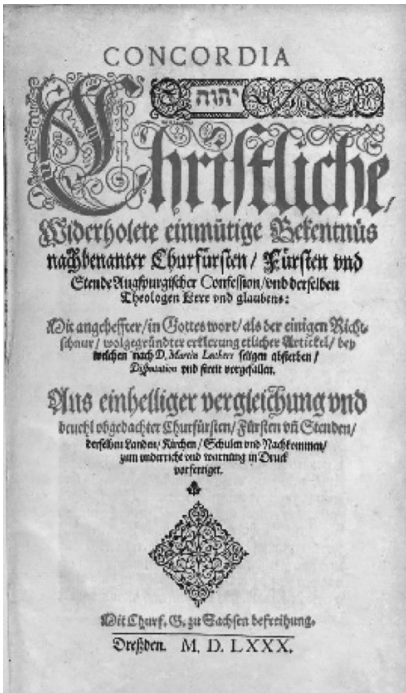 CONCORDIA
יהוה
Christliche,
Widerholete einmütige Bekentnüs
nachbenanter Churfürsten / Fürsten vnd
Stende Augspurgischer Confession / vnd derselben
Theologen Lere vnd glaubens:
Mit angeheffter / in Gottes wort / als der einigen Richt-
schnur / wolgegründter erklerung etlicher Artickel / bey
welchen nach D. Martin Luthers seligen absterben /
Disputation vnd streit vorgefallen.
Aus einhelliger vergleichung vnd
beuehl obgedachter Churfürsten / Fürsten vñ Stenden /
derselben Landen / Kirchen / Schulen vnd Nachkommen /
zum vnderricht vnd warnung in Druck
vorfertiget.
Mit Churf. G. zu Sachsen befreihung.
Dreßden. M. D. LXXX.